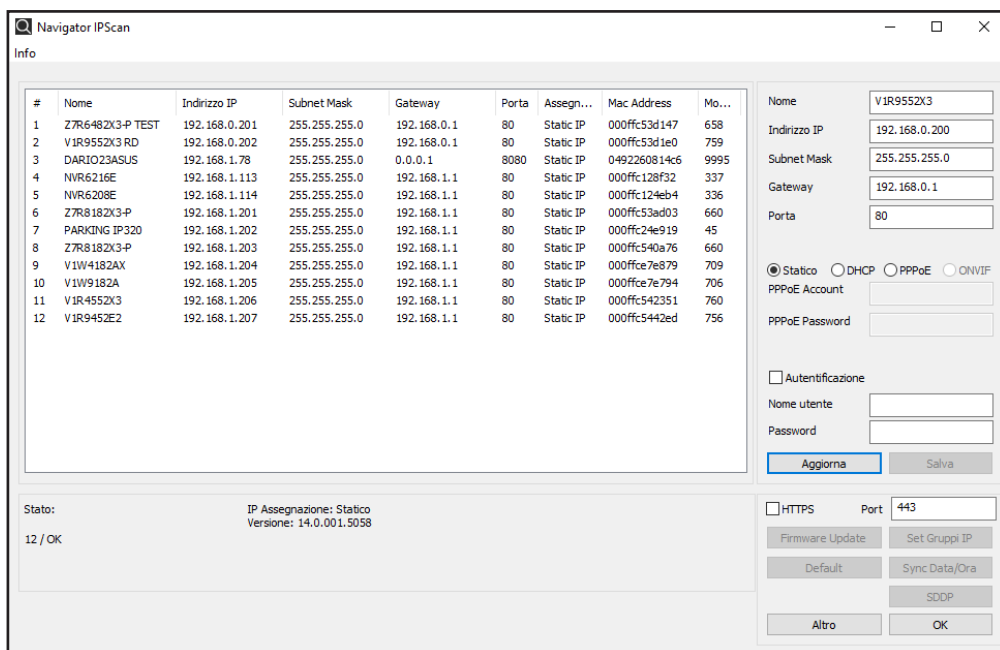 Navigator IPScan
Info
# Nome Indirizzo IP Subnet Mask Gateway Porta Assegn... Mac Address Mo...
1 Z7R6482X3-P TEST 192.168.0.201 255.255.255.0 192.168.0.1 80 Static IP 000ffc53d147 658
2 V1R9552X3 RD 192.168.0.202 255.255.255.0 192.168.0.1 80 Static IP 000ffc53d1e0 759
3 DARIO23ASUS 192.168.1.78 255.255.255.0 0.0.0.1 8080 Static IP 0492260814c6 9995
4 NVR6216E 192.168.1.113 255.255.255.0 192.168.1.1 80 Static IP 000ffc128f32 337
5 NVR6208E 192.168.1.114 255.255.255.0 192.168.1.1 80 Static IP 000ffc124eb4 336
6 Z7R8182X3-P 192.168.1.201 255.255.255.0 192.168.1.1 80 Static IP 000ffc53ad03 660
7 PARKING IP320 192.168.1.202 255.255.255.0 192.168.1.1 80 Static IP 000ffc24e919 45
8 Z7R8182X3-P 192.168.1.203 255.255.255.0 192.168.1.1 80 Static IP 000ffc540a76 660
9 V1W4182AX 192.168.1.204 255.255.255.0 192.168.1.1 80 Static IP 000ffce7e879 709
10 V1W9182A 192.168.1.205 255.255.255.0 192.168.1.1 80 Static IP 000ffce7e794 706
11 V1R4552X3 192.168.1.206 255.255.255.0 192.168.1.1 80 Static IP 000ffc542351 760
12 V1R9452E2 192.168.1.207 255.255.255.0 192.168.1.1 80 Static IP 000ffc5442ed 756
Nome V1R9552X3
Indirizzo IP 192.168.0.200
Subnet Mask 255.255.255.0
Gateway 192.168.0.1
Porta 80
Statico DHCP PPPoE ONVIF
PPPoE Account
PPPoE Password
Autentificazione
Nome utente
Password
Aggiorna Salva
Stato: IP Assegnazione: Statico
Versione: 14.0.001.5058
12 / OK
HTTPS Port 443
Firmware Update Set Gruppi IP
Default Sync Data/Ora
SDDP
Altro OK